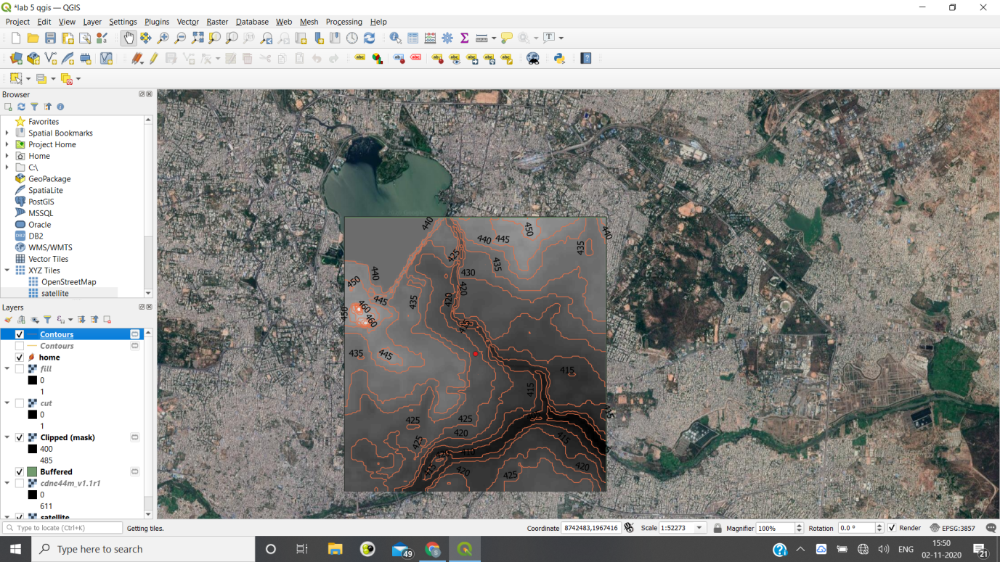 *lab 5 qgis — QGIS
Project Edit View Layer Settings Plugins Vector Raster Database Web Mesh Processing Help
Browser
Favorites
Spatial Bookmarks
Project Home
Home
C:\
GeoPackage
SpatiaLite
PostGIS
MSSQL
Oracle
DB2
WMS/WMTS
Vector Tiles
XYZ Tiles
OpenStreetMap
satellite
Layers
Contours
Contours
home
fill
0
1
cut
0
1
Clipped (mask)
400
485
Buffered
cdne44m_v1.1r1
0
611
satellite
440
450
440
440 445
435
425
435
440
430
450
420
445
420
435
460
450
460
415
435
445
415
415
425
425
420
425
415
410
420
425
420
415
Type to locate (Ctrl+K)
Getting tiles.
Coordinate 8742483,1967416
Scale 1:52273
Magnifier 100%
Rotation 0.0 °
Render
EPSG:3857
Type here to search
49
ENG
15:50
02-11-2020
21